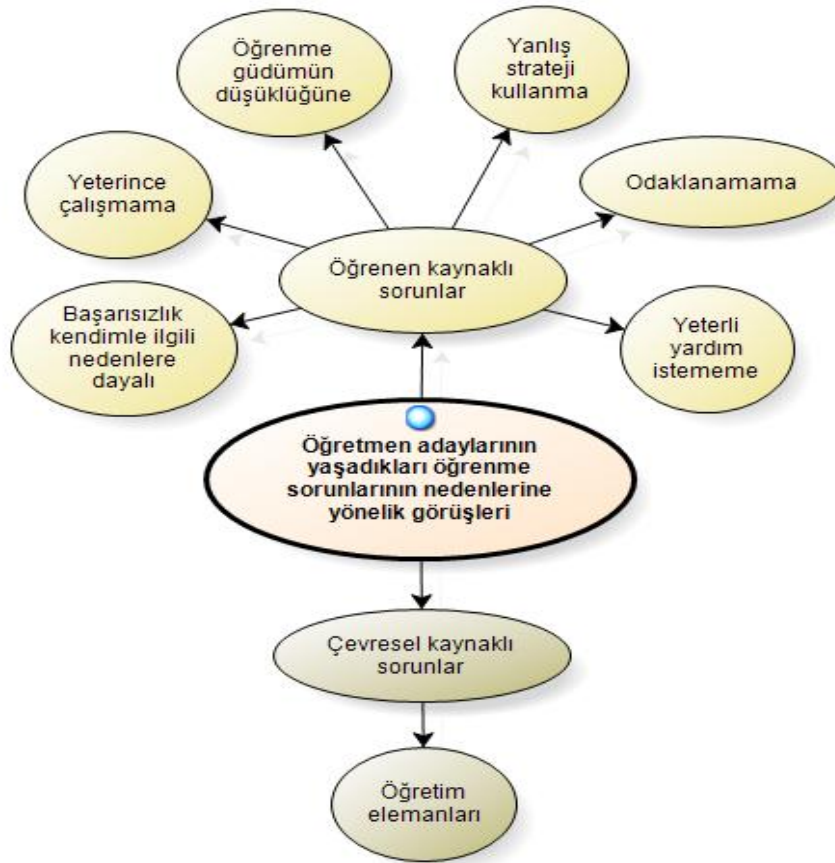 Öğrenme
güdümün
düşüklüğüne
Yanlış
strateji
kullanma
Yeterince
çalışmama
Odaklanamama
Öğrenen kaynaklı
sorunlar
Başarısızlık
kendimle ilgili
nedenlere
dayalı
Yeterli
yardım
istememe
Öğretmen adaylarının
yaşadıkları öğrenme
sorunlarının nedenlerine
yönelik görüşleri
Çevresel kaynaklı
sorunlar
Öğretim
elemanları